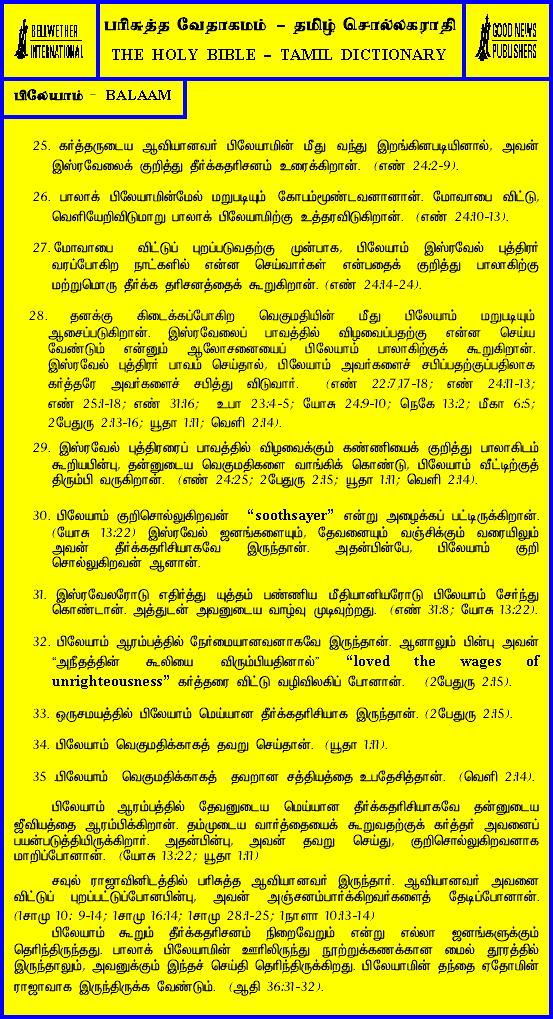 BELLWETHER
INTERNATIONAL
பரிசுத்த வேதாகமம் - தமிழ் சொல்லகராதி
THE HOLY BIBLE – TAMIL DICTIONARY
GOOD NEWS
PUBLISHERS
பிலேயாம் - BALAAM
25. கர்த்தருடைய ஆவியானவர் பிலேயாமின் மீது வந்து இறங்கினபடியினால், அவன்
இஸ்ரவேலைக் குறித்து தீர்க்கதரிசனம் உரைக்கிறான். (எண் 24:2-9).
26. பாலாக் பிலேயாமின்மேல் மறுபடியும் கோபம்மூண்டவனானான். மோவாபை விட்டு,
வெளியேறிவிடுமாறு பாலாக் பிலேயாமிற்கு உத்தரவிடுகிறான். (எண் 24:10-13).
27. மோவாபை விட்டுப் புறப்படுவதற்கு முன்பாக, பிலேயாம் இஸ்ரவேல் புத்திரர்
வரப்போகிற நாட்களில் என்ன செய்வார்கள் என்பதைக் குறித்து பாலாகிற்கு
மற்றுமொரு தீர்க்க தரிசனத்தைக் கூறுகிறான். (எண் 24:14-24).
28. தனக்கு கிடைக்கப்போகிற வெகுமதியின் மீது பிலேயாம் மறுபடியும்
ஆசைப்படுகிறான். இஸ்ரவேலைப் பாவத்தில் விழவைப்பதற்கு என்ன செய்ய
வேண்டும் என்னும் ஆலோசனையைப் பிலேயாம் பாலாகிற்குக் கூறுகிறான்.
இஸ்ரவேல் புத்திரர் பாவம் செய்தால், பிலேயாம் அவர்களைச் சபிப்பதற்குப்பதிலாக
கர்த்தரே அவர்களைச் சபித்து விடுவார். (எண் 22:7,17-18; எண் 24:11-13;
எண் 25:1-18; எண் 31:16; உபா 23:4-5; யோசு 24:9-10; நெகே 13:2; மீகா 6:5;
2பேதுரு 2:13-16; யூதா 1:11; வெளி 2:14).
29. இஸ்ரவேல் புத்திரரைப் பாவத்தில் விழவைக்கும் கண்ணியைக் குறித்து பாலாகிடம்
கூறியபின்பு, தன்னுடைய வெகுமதிகளை வாங்கிக் கொண்டு, பிலேயாம் வீட்டிற்குத்
திரும்பி வருகிறான். (எண் 24:25; 2பேதுரு 2:15; யூதா 1:11; வெளி 2:14).
30. பிலேயாம் குறிசொல்லுகிறவன் “soothsayer” என்று அழைக்கப் பட்டிருக்கிறான்.
(யோசு 13:22) இஸ்ரவேல் ஜனங்களையும், தேவனையும் வஞ்சிக்கும் வரையிலும்
அவன் தீர்க்கதரிசியாகவே இருந்தான். அதன்பின்பே, பிலேயாம் குறி
சொல்லுகிறவன் ஆனான்.
31. இஸ்ரவேலரோடு எதிர்த்து யுத்தம் பண்ணிய மீதியானியரோடு பிலேயாம் சேர்ந்து
கொண்டான். அத்துடன் அவனுடைய வாழ்வு முடிவுற்றது. (எண் 31:8; யோசு 13:22).
32. பிலேயாம் ஆரம்பத்தில் நேர்மையானவனாகவே இருந்தான். ஆனாலும் பின்பு அவன்
“அநீதத்தின் கூலியை விரும்பியதினால்” “loved the wages of
unrighteousness” கர்த்தரை விட்டு வழிவிலகிப் போனான். (2பேதுரு 2:15).
33. ஒருசமயத்தில் பிலேயாம் மெய்யான தீர்க்கதரிசியாக இருந்தான். (2பேதுரு 2:15).
34. பிலேயாம் வெகுமதிக்காகத் தவறு செய்தான். (யூதா 1:11).
35 பிலேயாம் வெகுமதிக்காகத் தவறான சத்தியத்தை உபதேசித்தான். (வெளி 2:14).
பிலேயாம் ஆரம்பத்தில் தேவனுடைய மெய்யான தீர்க்கதரிசியாகவே தன்னுடைய
ஜீவியத்தை ஆரம்பிக்கிறான். தம்முடைய வார்த்தையைக் கூறுவதற்குக் கர்த்தர் அவனைப்
பயன்படுத்தியிருக்கிறார். அதன்பின்பு, அவன் தவறு செய்து, குறிசொல்லுகிறவனாக
மாறிப்போனான். (யோசு 13:22; யூதா 1:11)
சவுல் ராஜாவினிடத்தில் பரிசுத்த ஆவியானவர் இருந்தார். ஆவியானவர் அவனை
விட்டுப் புறப்பட்டுப்போனபின்பு, அவன் அஞ்சனம்பார்க்கிறவர்களைத் தேடிப்போனான்.
(1சாமு 10: 9-14; 1சாமு 16:14; 1சாமு 28:1-25; 1நாளா 10:13-14)
பிலேயாம் கூறும் தீர்க்கதரிசனம் நிறைவேறும் என்று எல்லா ஜனங்களுக்கும்
தெரிந்திருந்தது. பாலாக் பிலேயாமின் ஊரிலிருந்து நூற்றுக்கணக்கான மைல் தூரத்தில்
இருந்தாலும், அவனுக்கும் இந்தச் செய்தி தெரிந்திருக்கிறது. பிலேயாமின் தந்தை ஏதோமின்
ராஜாவாக இருந்திருக்க வேண்டும். (ஆதி 36:31-32).